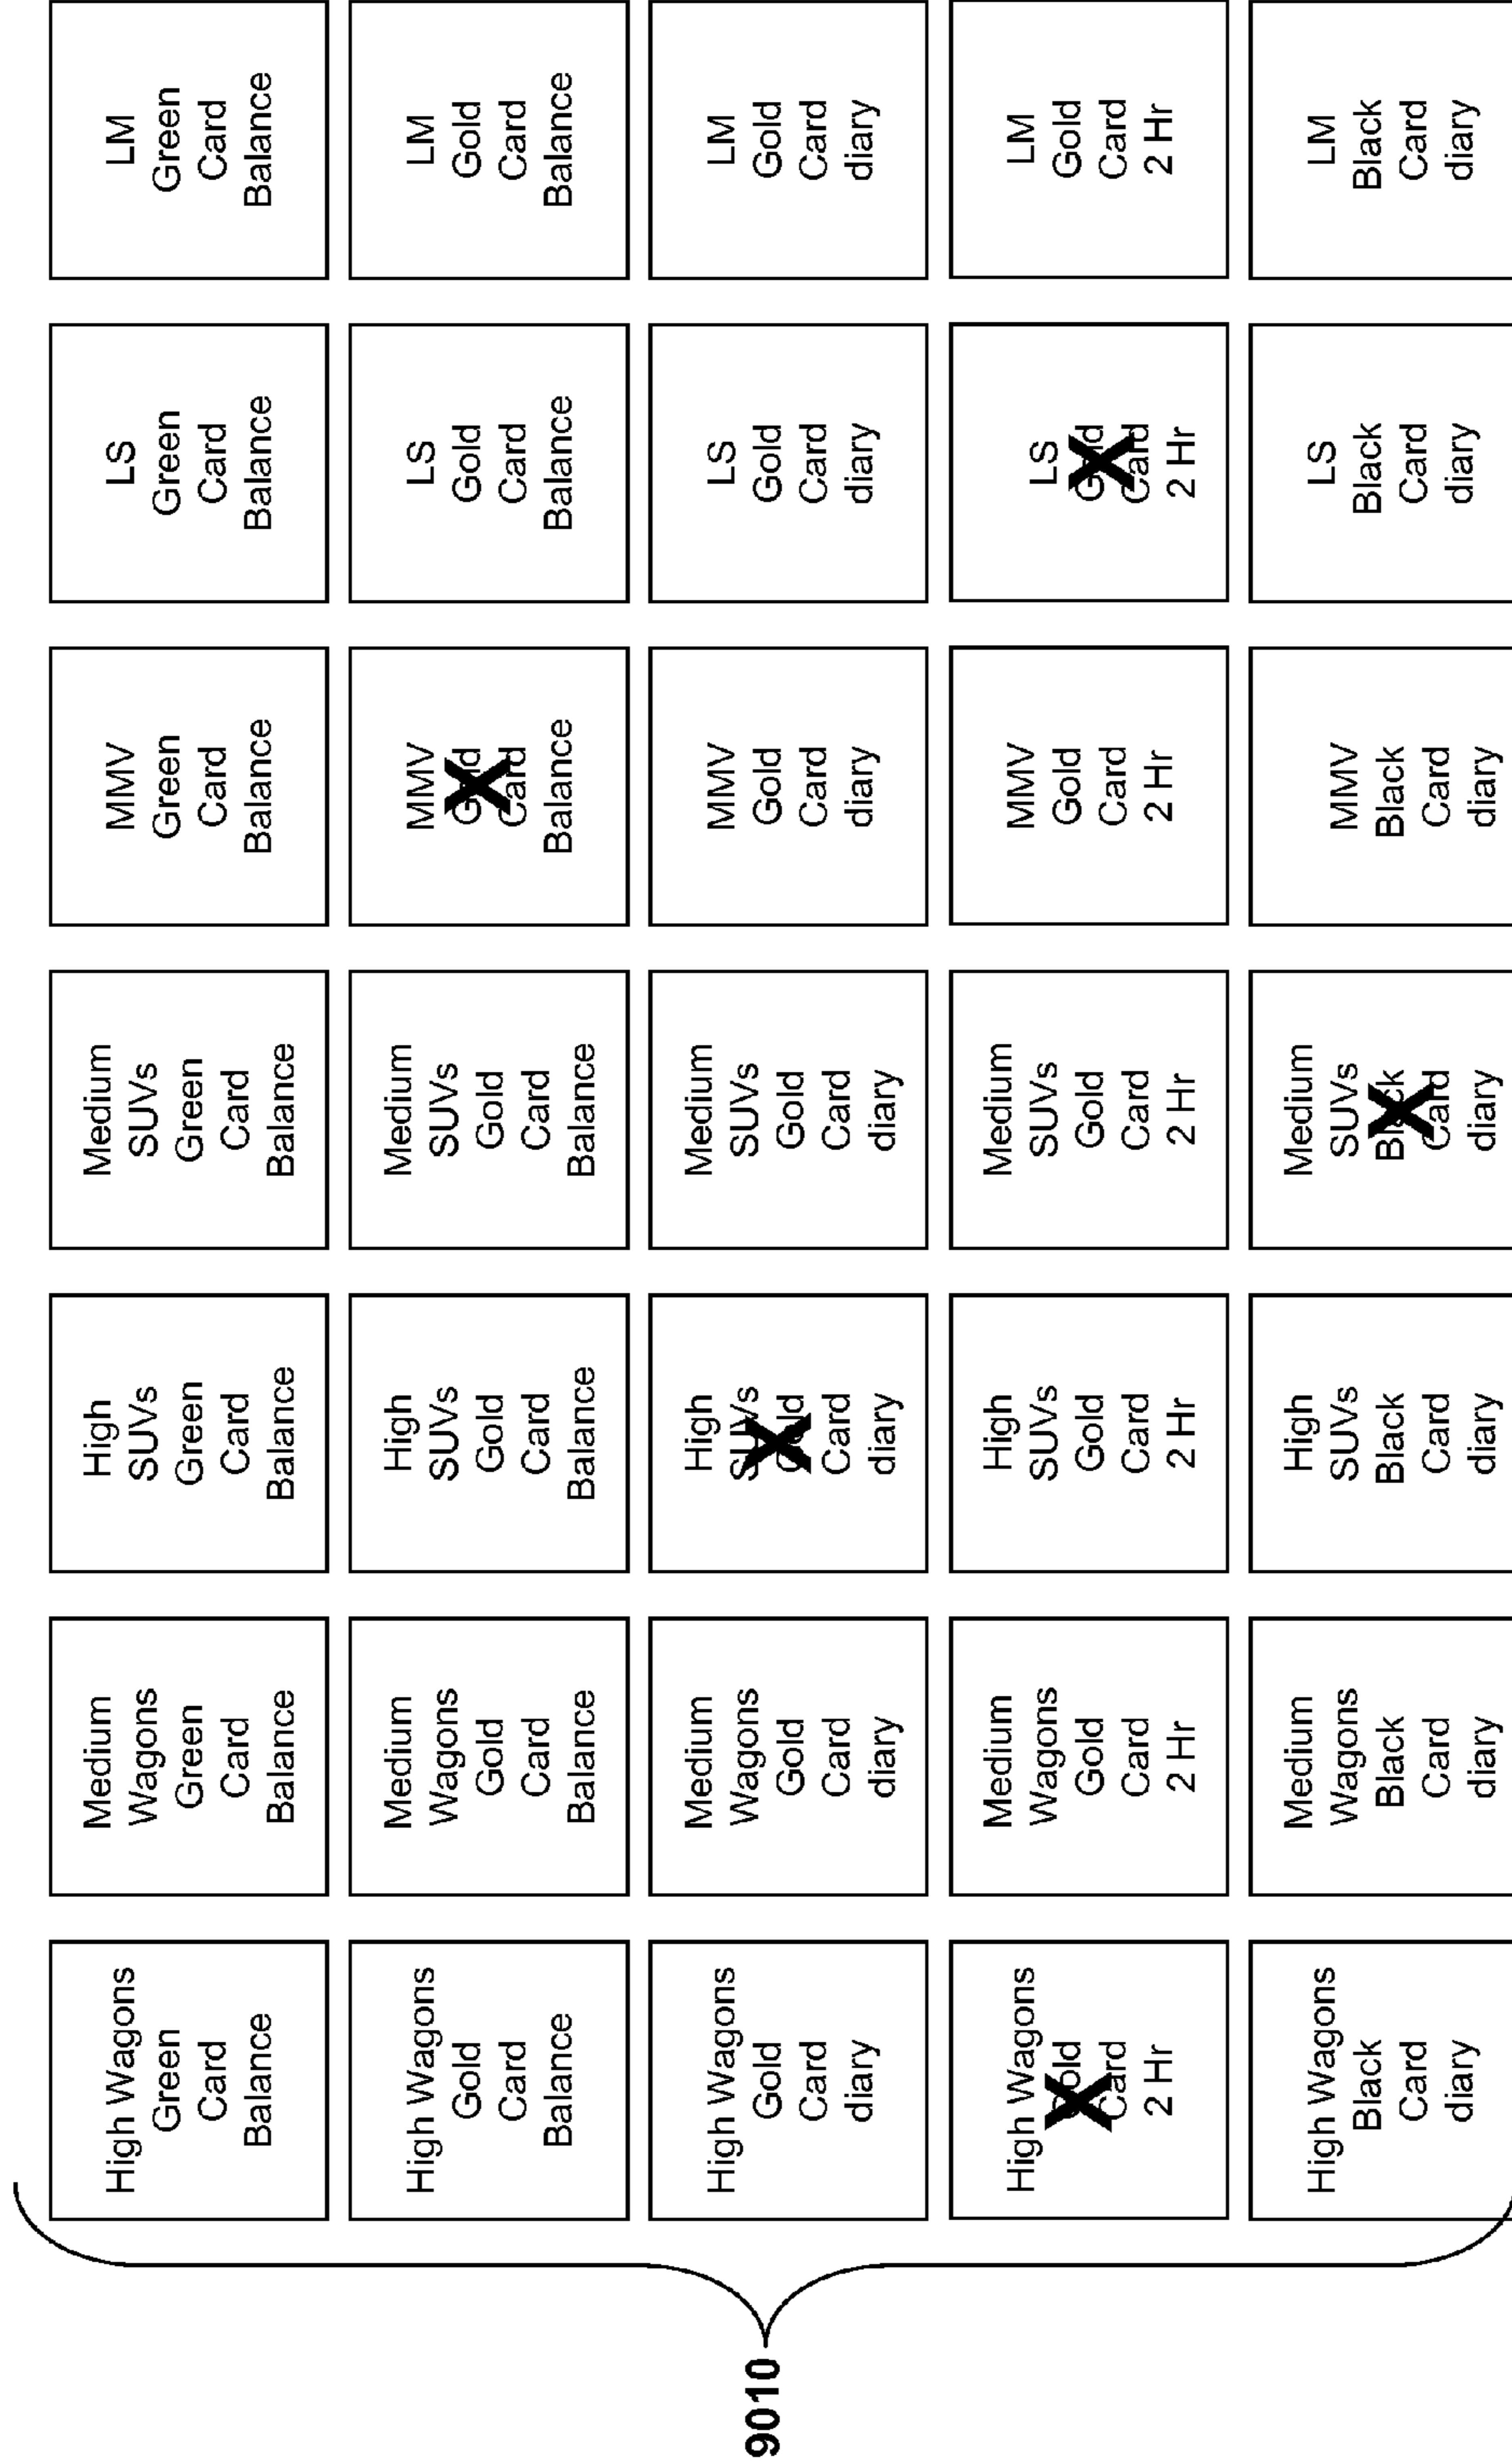 High Wagons
Green
Card
Balance
Medium
Wagons
Green
Card
Balance
High
SUVs
Green
Card
Balance
Medium
SUVs
Green
Card
Balance
MMV
Green
Card
Balance
LS
Green
Card
Balance
LM
Green
Card
Balance
High Wagons
Gold
Card
Balance
Medium
Wagons
Gold
Card
Balance
High
SUVs
Gold
Card
Balance
Medium
SUVs
Gold
Card
Balance
MMV
Gold
Card
Balance
LS
Gold
Card
Balance
LM
Gold
Card
Balance
9010
High Wagons
Gold
Card
diary
Medium
Wagons
Gold
Card
diary
High
SUVs
Gold
Card
diary
Medium
SUVs
Gold
Card
diary
MMV
Gold
Card
diary
LS
Gold
Card
diary
LM
Gold
Card
diary
High Wagons
Gold
Card
2 Hr
Medium
Wagons
Gold
Card
2 Hr
High
SUVs
Gold
Card
2 Hr
Medium
SUVs
Gold
Card
2 Hr
MMV
Gold
Card
2 Hr
LS
Gold
Card
2 Hr
LM
Gold
Card
2 Hr
High Wagons
Black
Card
diary
Medium
Wagons
Black
Card
diary
High
SUVs
Black
Card
diary
Medium
SUVs
Black
Card
diary
MMV
Black
Card
diary
LS
Black
Card
diary
LM
Black
Card
diary